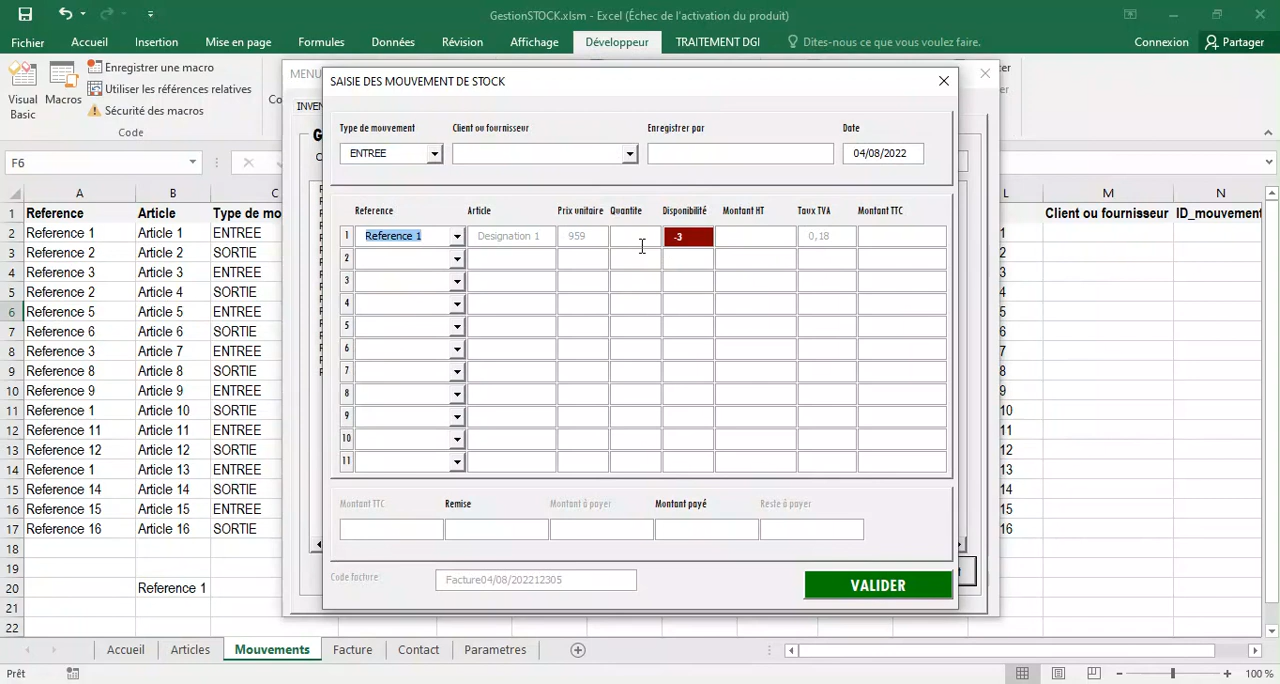 GestionSTOCK.xlsm - Excel (Échec de l'activation du produit)
Fichier Accueil Insertion Mise en page Formules Données Révision Affichage Développeur TRAITEMENT DGI Dites-nous ce que vous voulez faire. Connexion Partager
Visual Basic
Macros
Enregistrer une macro
Utiliser les références relatives
Sécurité des macros
Code
F6
MENU
INVEN
SAISIE DES MOUVEMENT DE STOCK
Type de mouvement Client ou fournisseur Enregistrer par Date
ENTREE 04/08/2022
Reference Article Prix unitaire Quantite Disponibilité Montant HT Taux TVA Montant TTC
1 Reference 1 Designation 1 959 -3 0,18
2
3
4
5
6
7
8
9
10
11
Montant TTC Remise Montant à payer Montant payé Reste à payer
Code facture Facture04/08/202212305 VALIDER
A B C L M N
1 Reference Article Type de mo Client ou fournisseur ID_mouvement
2 Reference 1 Article 1 ENTREE 1
3 Reference 2 Article 2 SORTIE 2
4 Reference 3 Article 3 ENTREE 3
5 Reference 2 Article 4 SORTIE 4
6 Reference 5 Article 5 ENTREE 5
7 Reference 6 Article 6 SORTIE 6
8 Reference 3 Article 7 ENTREE 7
9 Reference 8 Article 8 SORTIE 8
10 Reference 9 Article 9 ENTREE 9
11 Reference 1 Article 10 SORTIE 10
12 Reference 11 Article 11 ENTREE 11
13 Reference 12 Article 12 SORTIE 12
14 Reference 1 Article 13 ENTREE 13
15 Reference 14 Article 14 SORTIE 14
16 Reference 15 Article 15 ENTREE 15
17 Reference 16 Article 16 SORTIE 16
18
19
20 Reference 1
21
22
Accueil Articles Mouvements Facture Contact Parametres
Prêt 100 %